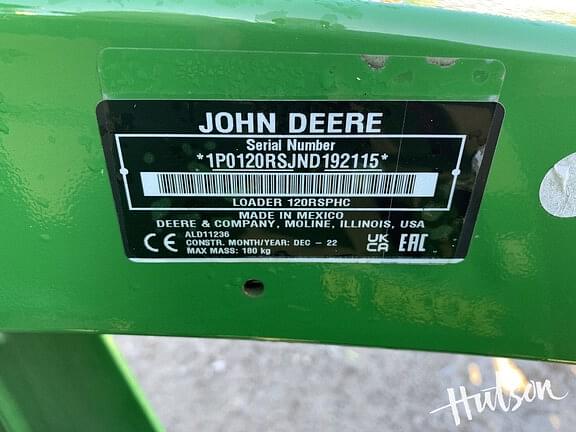 JOHN DEERE
Serial Number
*1P0120RSJND192115*
LOADER 120RSPHC
MADE IN MEXICO
DEERE & COMPANY, MOLINE, ILLINOIS, USA
ALD11236
CONSTR. MONTH/YEAR: DEC - 22
MAX MASS: 180 kg
CE
UK
CA
EAC
Hutson